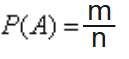 P(A) = m/n